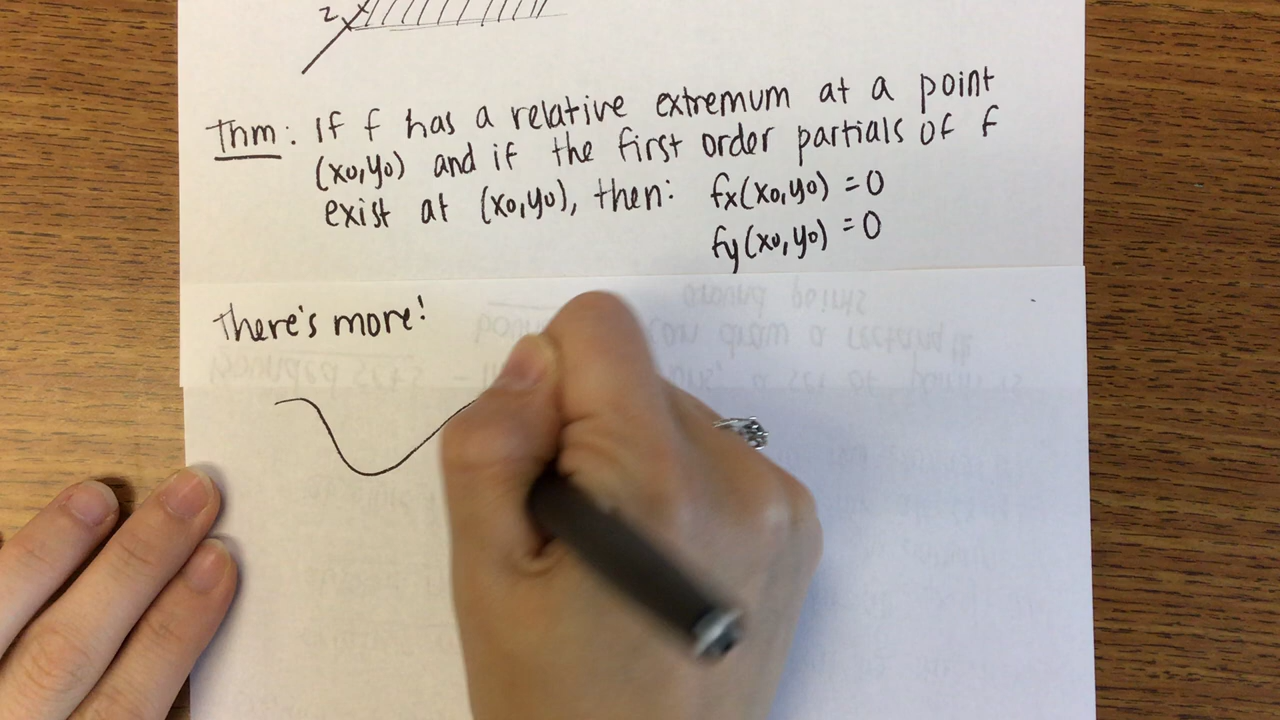 2
Thm: If f has a relative extremum at a point
(x0,y0) and if the first order partials of f
exist at (x0,y0), then: fx(x0,y0) = 0
fy(x0,y0) = 0
There's more!